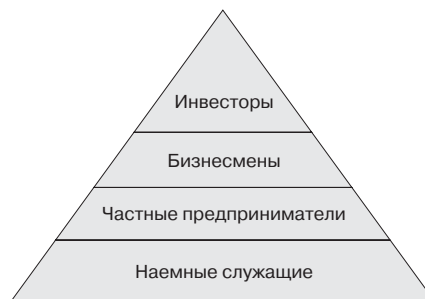 Инвесторы
Бизнесмены
Частные предприниматели
Наемные служащие